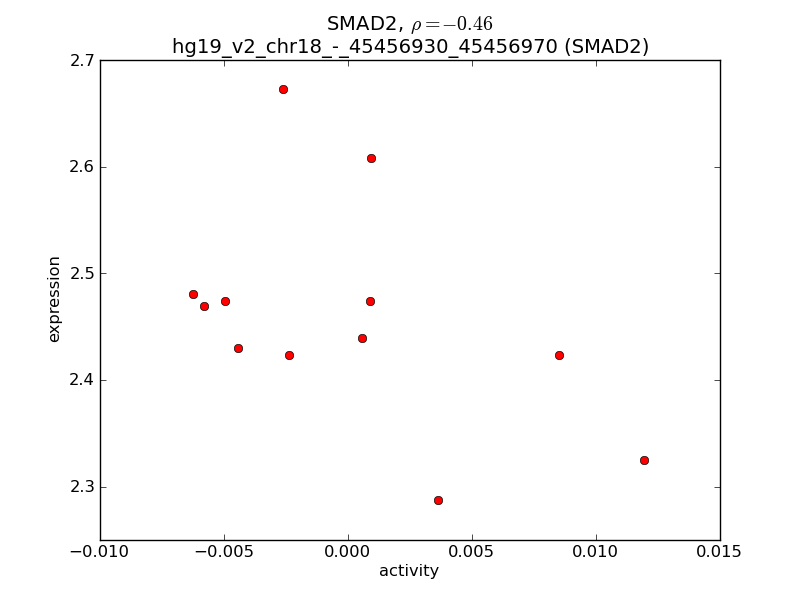 SMAD2, ρ = −0.46
hg19_v2_chr18_-_45456930_45456970 (SMAD2)
2.7
2.6
2.5
2.4
2.3
expression
−0.010
−0.005
0.000
0.005
0.010
0.015
activity